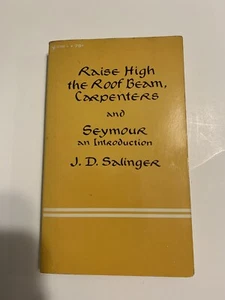 Raise High
the Roof Beam,
Carpenters
and
Seymour
an Introduction
J. D. Salinger